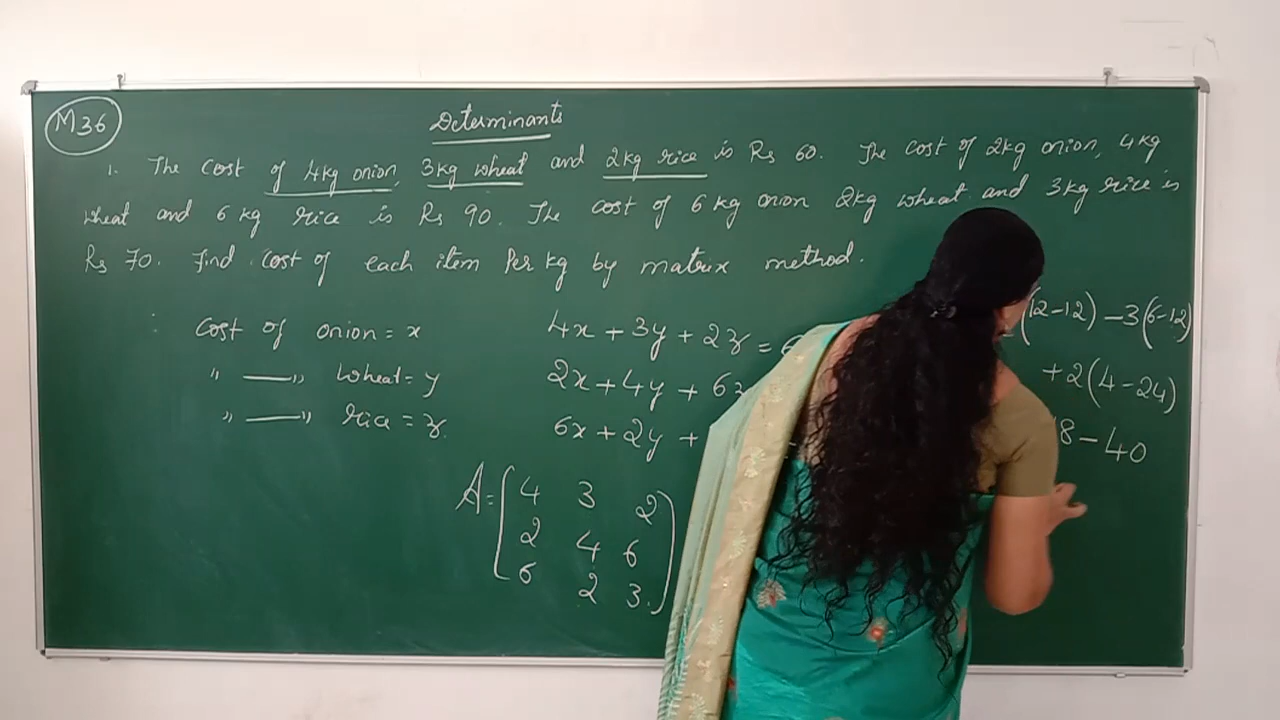 M36
Determinants
1. The cost of 4kg onion, 3kg wheat and 2kg rice is Rs 60. The cost of 2kg onion, 4kg
wheat and 6 kg rice is Rs 90. The cost of 6 kg onion 2kg wheat and 3kg rice is
Rs 70. Find cost of each item Per kg by matrix method.
Cost of onion = x
" —— " wheat = y
" —— " rice = z.
4x + 3y + 2z =
2x + 4y + 6z
6x + 2y +
A = [4 3 2
2 4 6
6 2 3]
(12-12) - 3(6-12)
+ 2(4-24)
8 - 40